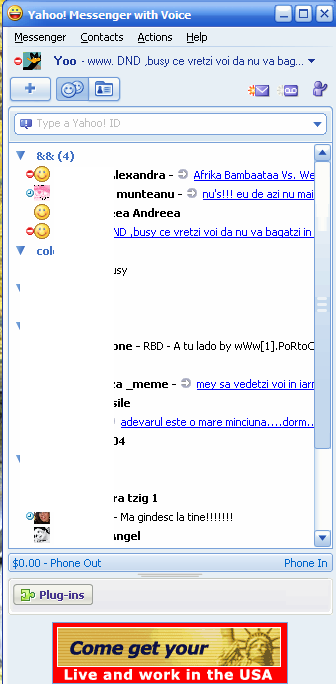 Yahoo! Messenger with Voice
Messenger Contacts Actions Help
Yoo - www. DND ,busy ce vretzi voi da nu va bag...
Type a Yahoo! ID
&& (4)
lexandra - Afrika Bambaataa Vs. We
munteanu - nu's!!! eu de azi nu mai
ea Andreea
ND ,busy ce vretzi voi da nu va bagatzi in
colo
usy
one - RBD - A tu lado by wWw[1].PoRtoC
za _meme - mey sa vedetzi voi in iarn
sile
adevarul este o mare minciuna....dorm..
04
ra tzig 1
- Ma gindesc la tine!!!!!!!
Angel
$0.00 - Phone Out Phone In
Plug-ins
Come get your
Live and work in the USA